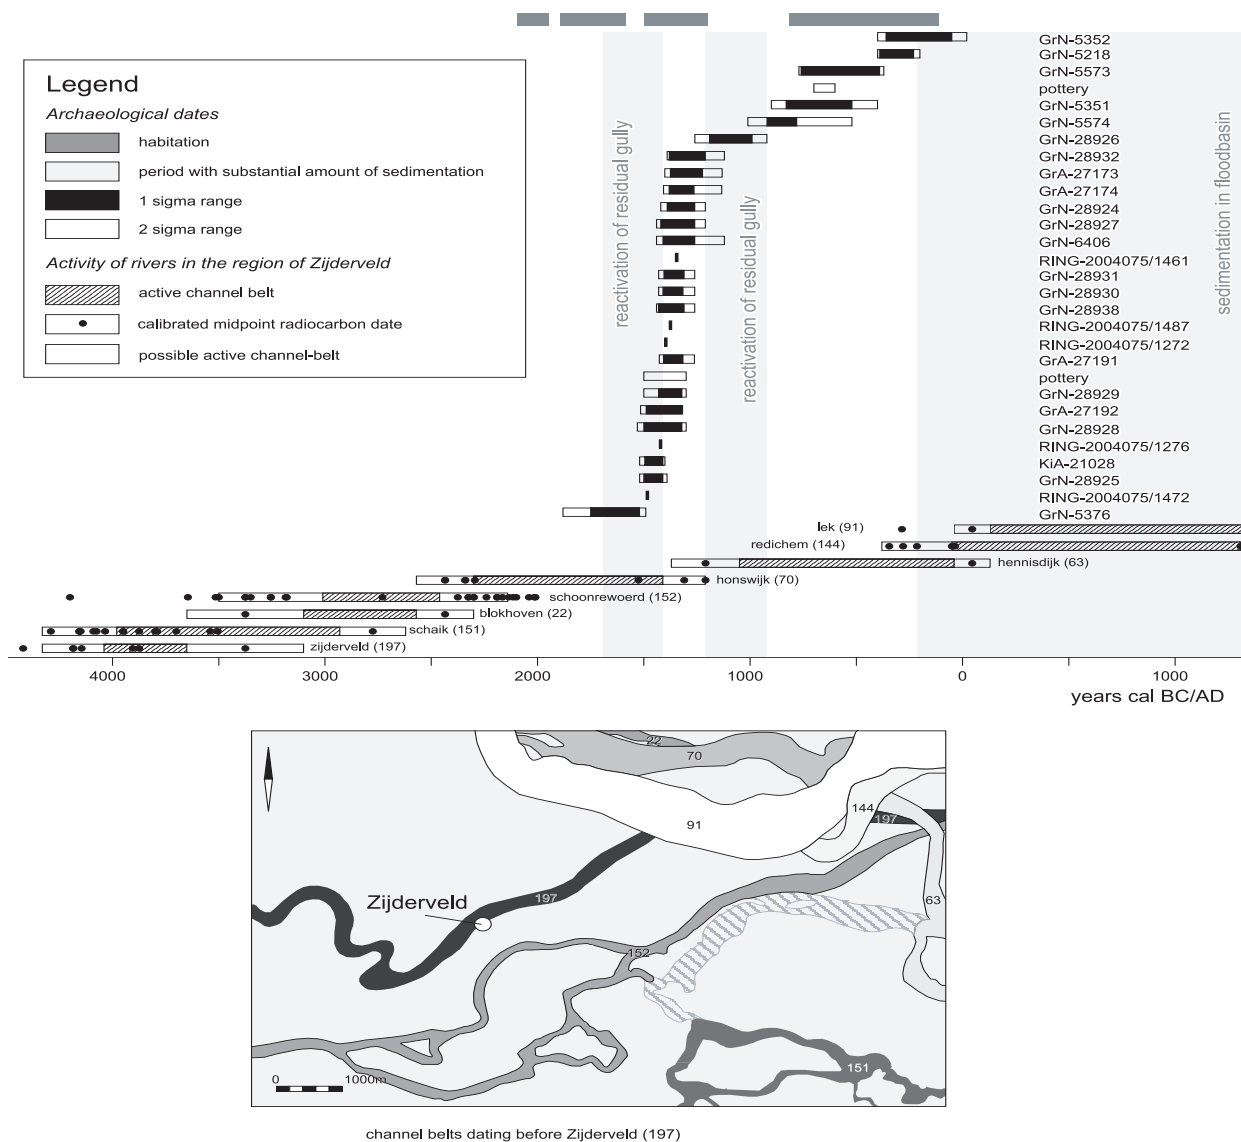 Legend
Archaeological dates
habitation
period with substantial amount of sedimentation
1 sigma range
2 sigma range
Activity of rivers in the region of Zijderveld
active channel belt
calibrated midpoint radiocarbon date
possible active channel-belt
reactivation of residual gully
reactivation of residual gully
sedimentation in floodbasin
GrN-5352
GrN-5218
GrN-5573
pottery
GrN-5351
GrN-5574
GrN-28926
GrN-28932
GrA-27173
GrA-27174
GrN-28924
GrN-28927
GrN-6406
RING-2004075/1461
GrN-28931
GrN-28930
GrN-28938
RING-2004075/1487
RING-2004075/1272
GrA-27191
pottery
GrN-28929
GrA-27192
GrN-28928
RING-2004075/1276
KiA-21028
GrN-28925
RING-2004075/1472
GrN-5376
lek (91)
redichem (144)
hennisdijk (63)
honswijk (70)
schoonrewoerd (152)
blokhoven (22)
schaik (151)
zijderveld (197)
4000 3000 2000 1000 0 1000
years cal BC/AD
22
70
144
91
197
197
Zijderveld
63
152
151
0 1000m
channel belts dating before Zijderveld (197)